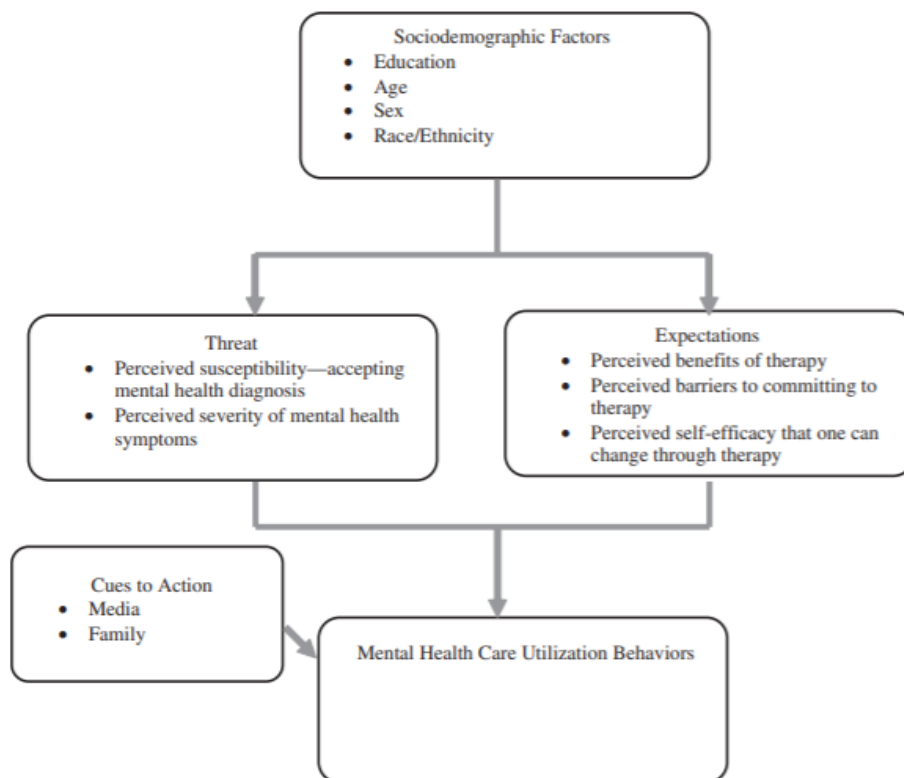 Sociodemographic Factors
• Education
• Age
• Sex
• Race/Ethnicity
Threat
• Perceived susceptibility—accepting
mental health diagnosis
• Perceived severity of mental health
symptoms
Expectations
• Perceived benefits of therapy
• Perceived barriers to committing to
therapy
• Perceived self-efficacy that one can
change through therapy
Cues to Action
• Media
• Family
Mental Health Care Utilization Behaviors